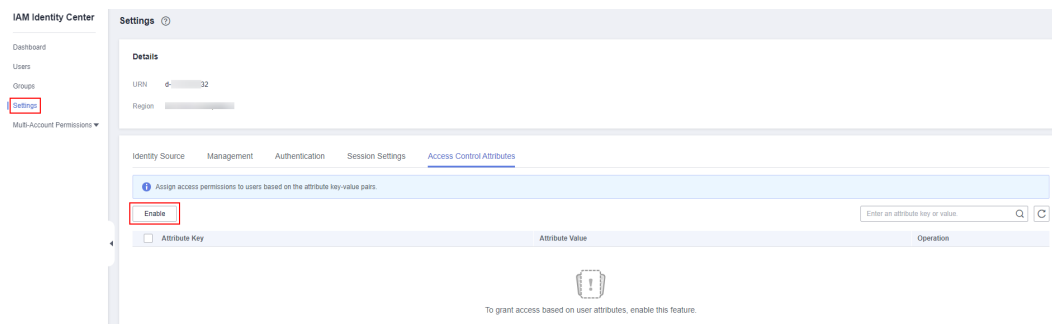 IAM Identity Center
Dashboard
Users
Groups
Settings
Multi-Account Permissions
Settings
Details
URN d- 32
Region
Identity Source Management Authentication Session Settings Access Control Attributes
Assign access permissions to users based on the attribute key-value pairs.
Enable
Enter an attribute key or value.
Attribute Key Attribute Value Operation
To grant access based on user attributes, enable this feature.